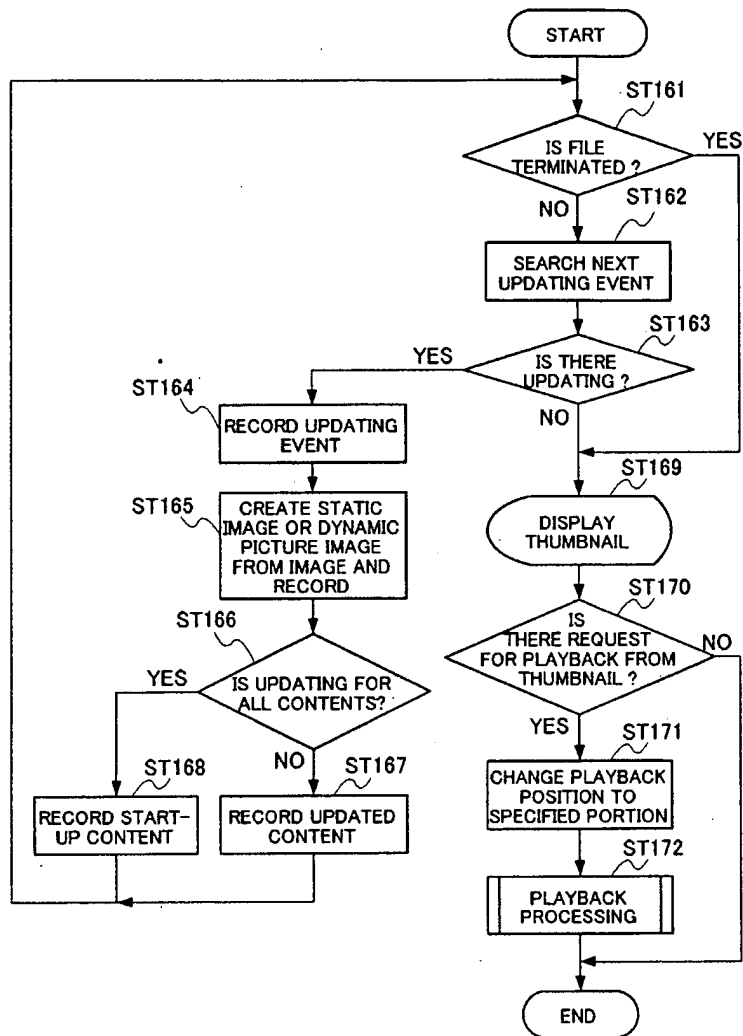 START
ST161
IS FILE
TERMINATED ?
YES
NO
ST162
SEARCH NEXT
UPDATING EVENT
ST163
IS THERE
UPDATING ?
YES
NO
ST164
RECORD UPDATING
EVENT
ST165
CREATE STATIC
IMAGE OR DYNAMIC
PICTURE IMAGE
FROM IMAGE AND
RECORD
ST166
IS UPDATING FOR
ALL CONTENTS?
YES
NO
ST168
RECORD START-
UP CONTENT
ST167
RECORD UPDATED
CONTENT
ST169
DISPLAY
THUMBNAIL
ST170
IS
THERE REQUEST
FOR PLAYBACK FROM
THUMBNAIL ?
NO
YES
ST171
CHANGE PLAYBACK
POSITION TO
SPECIFIED PORTION
ST172
PLAYBACK
PROCESSING
END